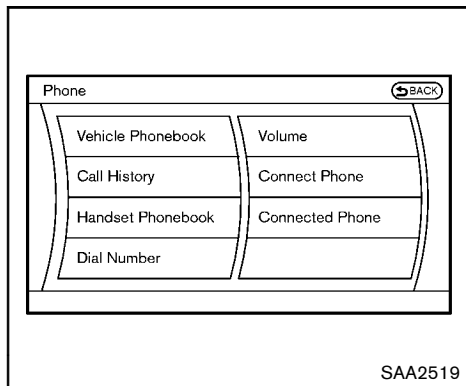 Phone
BACK
Vehicle Phonebook
Call History
Handset Phonebook
Dial Number
Volume
Connect Phone
Connected Phone
SAA2519